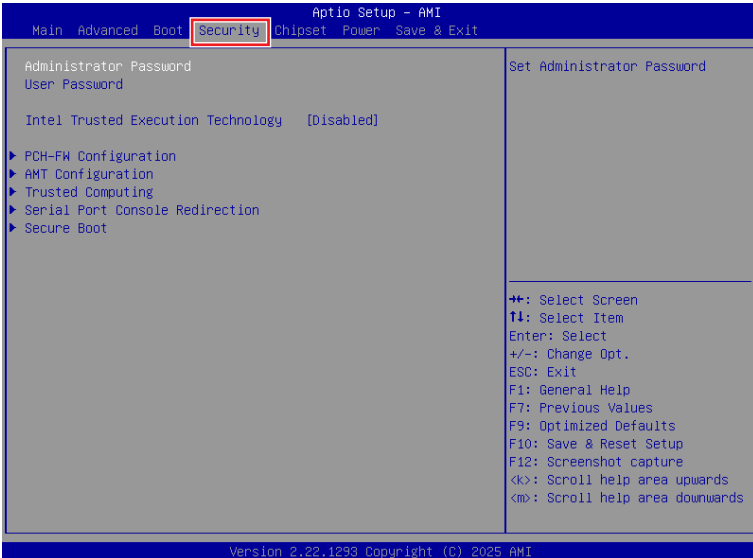 Aptio Setup – AMI
Main Advanced Boot Security Chipset Power Save & Exit
Administrator Password
User Password
Intel Trusted Execution Technology [Disabled]
PCH-FW Configuration
AMT Configuration
Trusted Computing
Serial Port Console Redirection
Secure Boot
Set Administrator Password
→←: Select Screen
↑↓: Select Item
Enter: Select
+/-: Change Opt.
ESC: Exit
F1: General Help
F7: Previous Values
F9: Optimized Defaults
F10: Save & Reset Setup
F12: Screenshot capture
<k>: Scroll help area upwards
<m>: Scroll help area downwards
Version 2.22.1293 Copyright (C) 2025 AMI